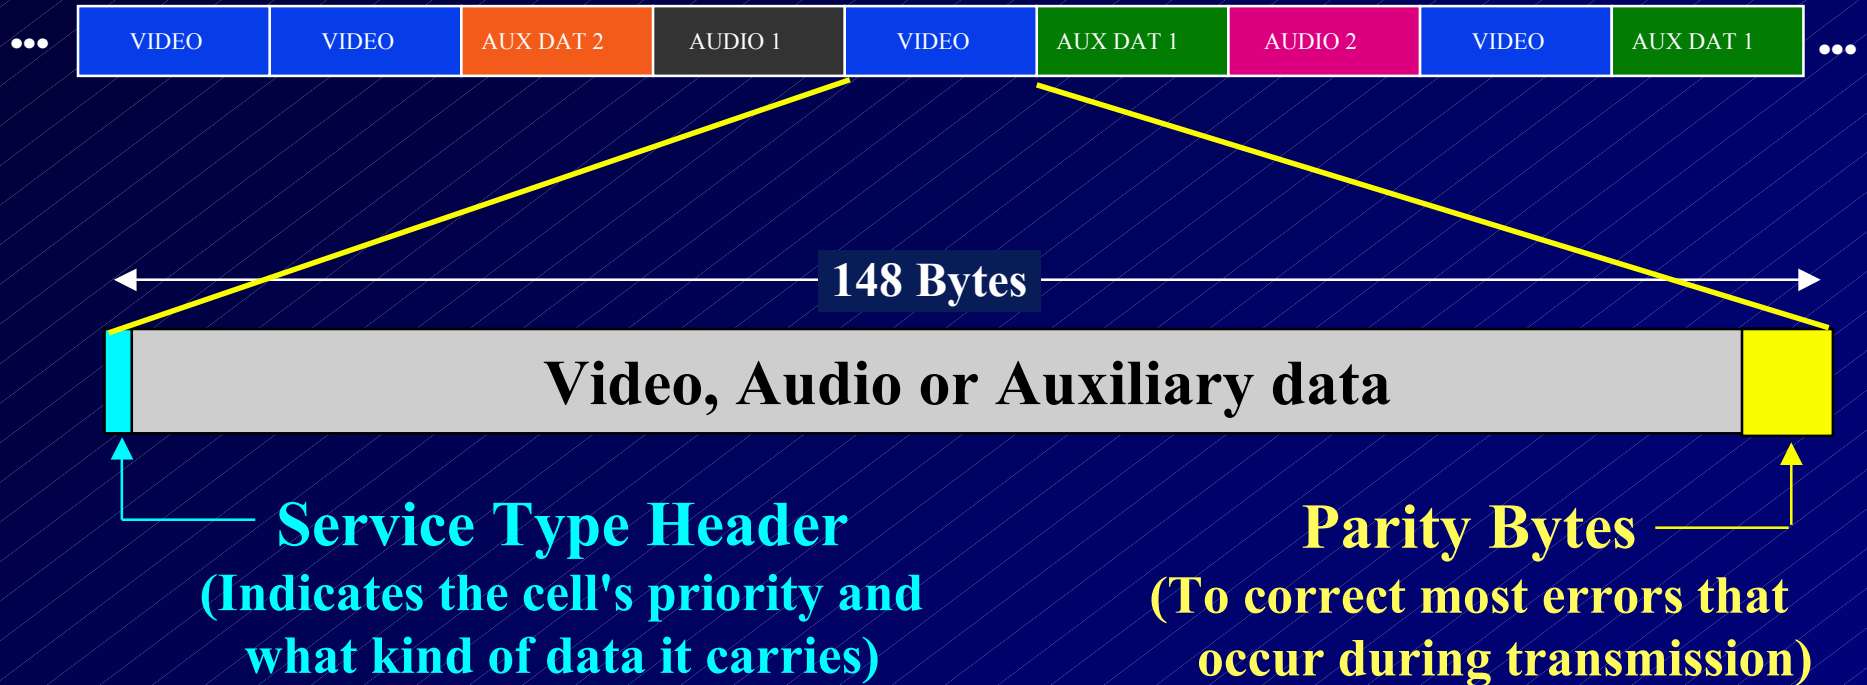 ••• VIDEO VIDEO AUX DAT 2 AUDIO 1 VIDEO AUX DAT 1 AUDIO 2 VIDEO AUX DAT 1 •••
148 Bytes
Video, Audio or Auxiliary data
Service Type Header
(Indicates the cell's priority and
what kind of data it carries)
Parity Bytes
(To correct most errors that
occur during transmission)